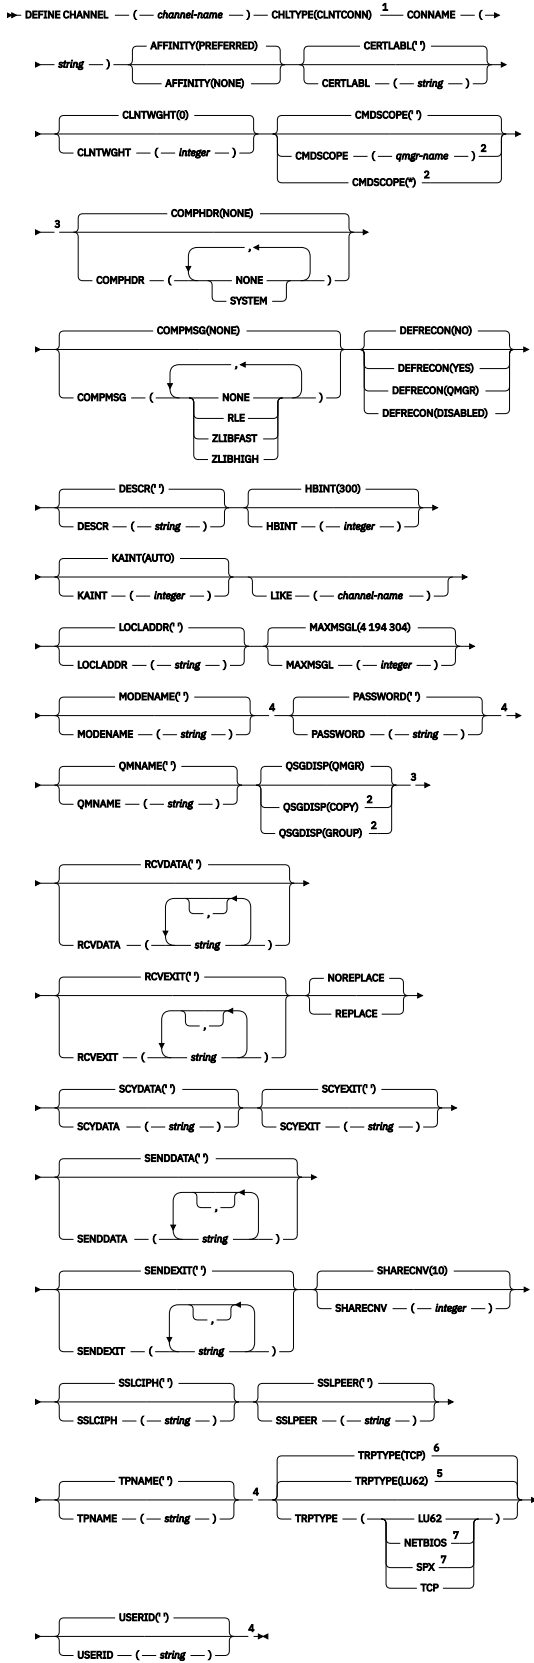 DEFINE CHANNEL ( channel-name ) CHLTYPE(CLNTCONN) 1 CONNAME (
string ) AFFINITY(PREFERRED) CERTLABL(' ')
AFFINITY(NONE) CERTLABL ( string )
CLNTWGHT(0) CMDSCOPE(' ')
CLNTWGHT ( integer ) CMDSCOPE ( qmgr-name ) 2
CMDSCOPE(*) 2
3 COMPHDR(NONE)
,
COMPHDR ( NONE )
SYSTEM
COMPMSG(NONE) DEFRECON(NO)
, DEFRECON(YES)
COMPMSG ( NONE ) DEFRECON(QMGR)
RLE DEFRECON(DISABLED)
ZLIBFAST
ZLIBHIGH
DESCR(' ') HBINT(300)
DESCR ( string ) HBINT ( integer )
KAINT(AUTO)
KAINT ( integer ) LIKE ( channel-name )
LOCLADDR(' ') MAXMSGL(4 194 304)
LOCLADDR ( string ) MAXMSGL ( integer )
MODENAME(' ') 4 PASSWORD(' ') 4
MODENAME ( string ) PASSWORD ( string )
QMNAME(' ') QSGDISP(QMGR) 3
QMNAME ( string ) QSGDISP(COPY) 2
QSGDISP(GROUP) 2
RCVDATA(' ')
,
RCVDATA ( string )
RCVEXIT(' ') NOREPLACE
, REPLACE
RCVEXIT ( string )
SCYDATA(' ') SCYEXIT(' ')
SCYDATA ( string ) SCYEXIT ( string )
SENDDATA(' ')
,
SENDDATA ( string )
SENDEXIT(' ') SHARECNV(10)
, SHARECNV ( integer )
SENDEXIT ( string )
SSLCIPH(' ') SSLPEER(' ')
SSLCIPH ( string ) SSLPEER ( string )
TRPTYPE(TCP) 6
TPNAME(' ') 4 TRPTYPE(LU62) 5
TPNAME ( string ) TRPTYPE ( LU62 )
NETBIOS 7
SPX 7
TCP
USERID(' ') 4
USERID ( string )